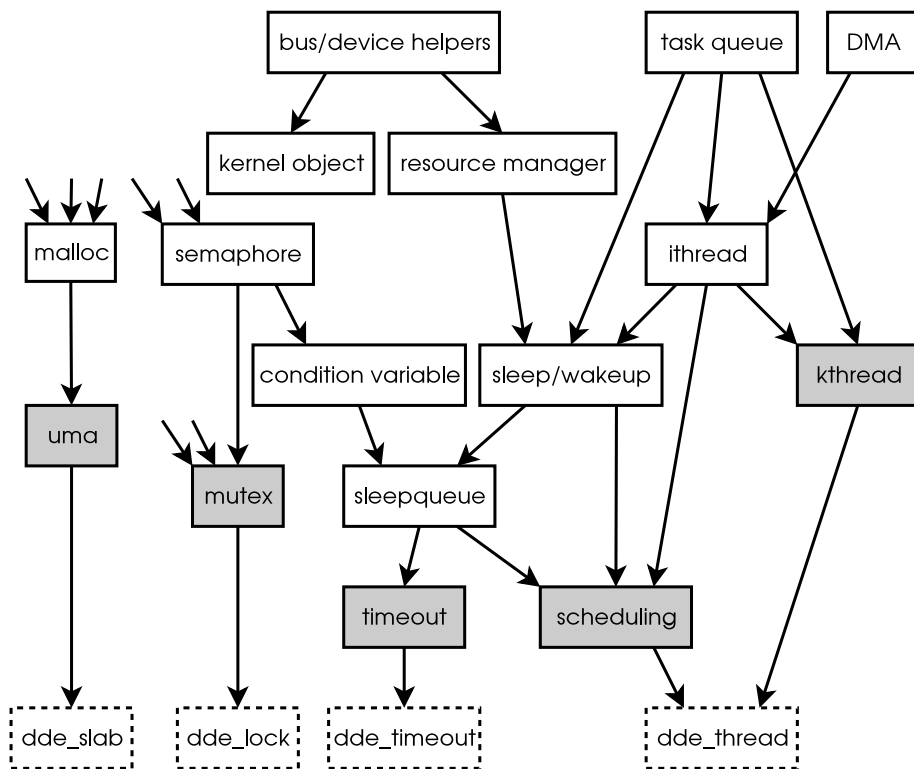 bus/device helpers
task queue
DMA
kernel object
resource manager
malloc
semaphore
ithread
condition variable
sleep/wakeup
kthread
uma
mutex
sleepqueue
timeout
scheduling
dde_slab
dde_lock
dde_timeout
dde_thread